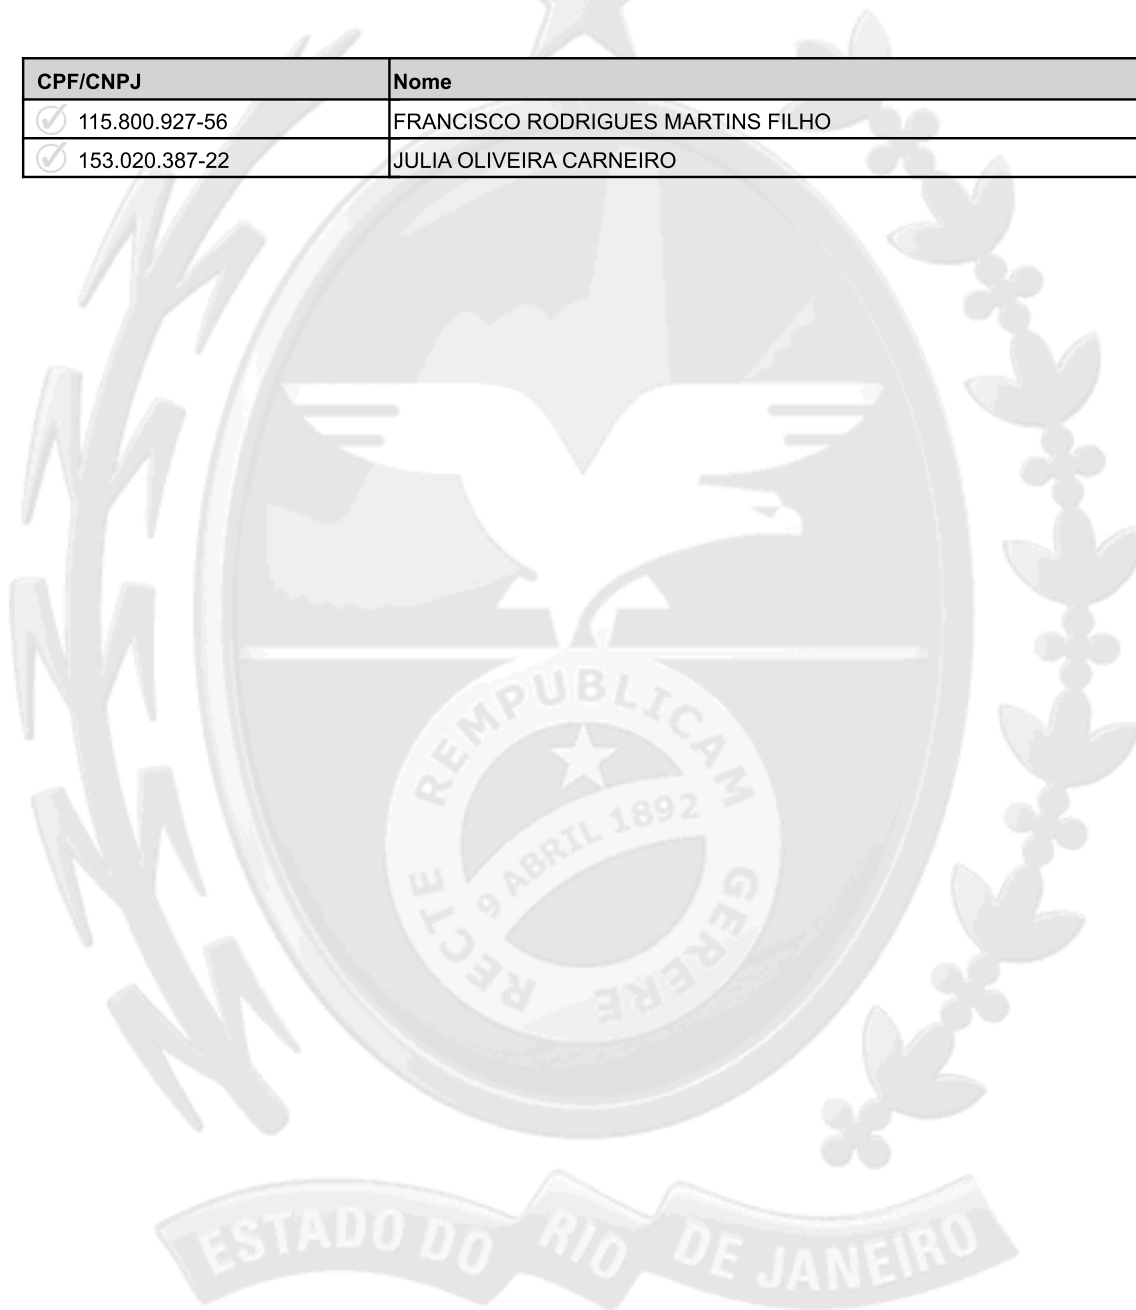 CPF/CNPJ Nome
115.800.927-56 FRANCISCO RODRIGUES MARTINS FILHO
153.020.387-22 JULIA OLIVEIRA CARNEIRO
REMPUBLICAM
9 ABRIL 1892
RECTE GERERE
ESTADO DO RIO DE JANEIRO